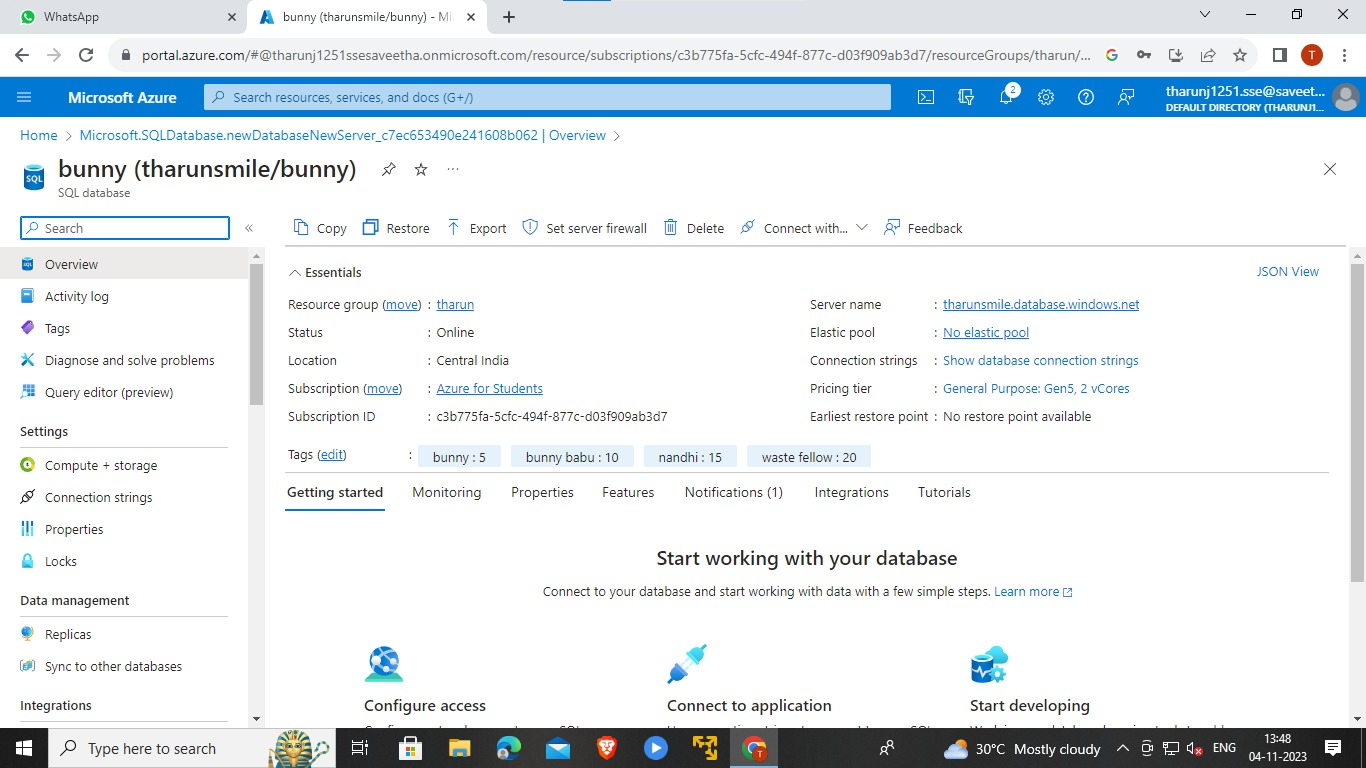 WhatsApp
bunny (tharunsmile/bunny) - Mi
portal.azure.com/#@tharunj1251ssesaveetha.onmicrosoft.com/resource/subscriptions/c3b775fa-5cfc-494f-877c-d03f909ab3d7/resourceGroups/tharun/...
G
T
Microsoft Azure
Search resources, services, and docs (G+/)
2
tharunj1251.sse@saveet...
DEFAULT DIRECTORY (THARUNJ1...
Home > Microsoft.SQLDatabase.newDatabaseNewServer_c7ec653490e241608b062 | Overview >
SQL
bunny (tharunsmile/bunny)
...
SQL database
Search
«
Copy
Restore
Export
Set server firewall
Delete
Connect with...
Feedback
Overview
Activity log
Tags
Diagnose and solve problems
Query editor (preview)
Settings
Compute + storage
Connection strings
Properties
Locks
Data management
Replicas
Sync to other databases
Integrations
Essentials
JSON View
Resource group (move) : tharun
Status : Online
Location : Central India
Subscription (move) : Azure for Students
Subscription ID : c3b775fa-5cfc-494f-877c-d03f909ab3d7
Server name : tharunsmile.database.windows.net
Elastic pool : No elastic pool
Connection strings : Show database connection strings
Pricing tier : General Purpose: Gen5, 2 vCores
Earliest restore point : No restore point available
Tags (edit) : bunny : 5 bunny babu : 10 nandhi : 15 waste fellow : 20
Getting started Monitoring Properties Features Notifications (1) Integrations Tutorials
Start working with your database
Connect to your database and start working with data with a few simple steps. Learn more
Configure access
Connect to application
Start developing
Type here to search
T
30°C Mostly cloudy
ENG
13:48
04-11-2023